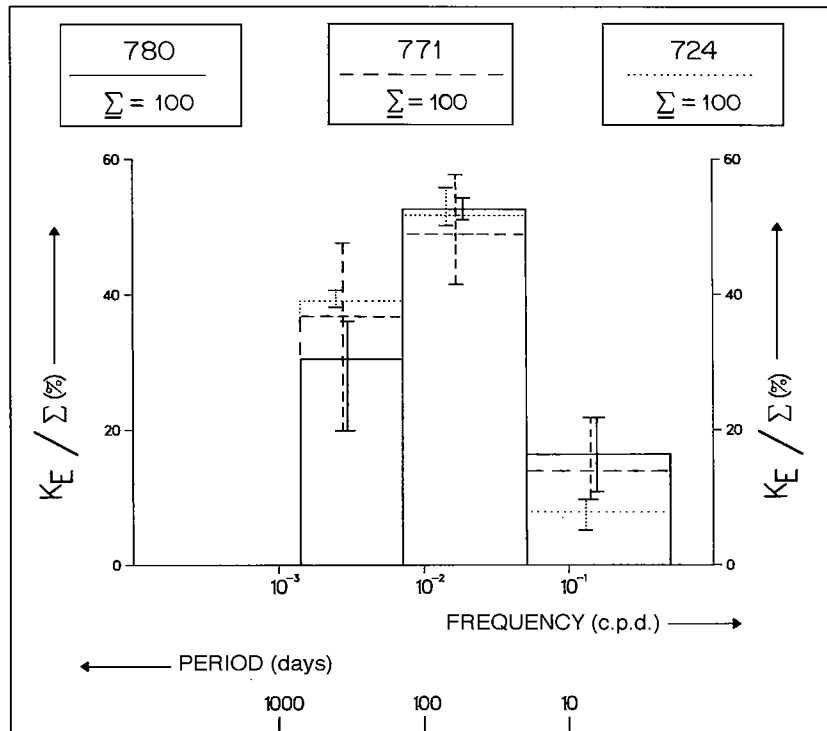 780 771 724
Σ = 100 Σ = 100 Σ = 100
60 60
40 40
20 20
0 0
K_E / Σ (%)
K_E / Σ (%)
10⁻³ 10⁻² 10⁻¹
FREQUENCY (c.p.d.)
PERIOD (days)
1000 100 10